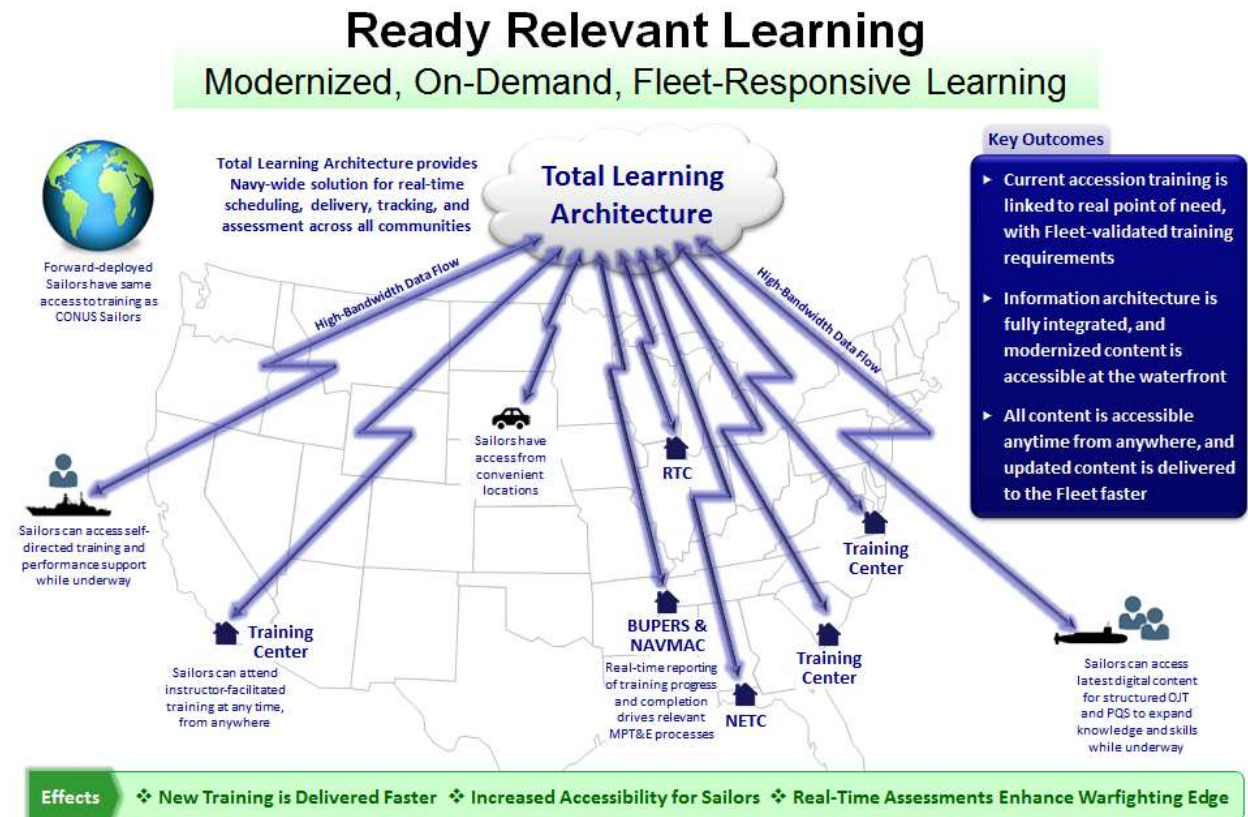 Ready Relevant Learning
Modernized, On-Demand, Fleet-Responsive Learning
Forward-deployed
Sailors have same
access to training as
CONUS Sailors
Total Learning Architecture provides
Navy-wide solution for real-time
scheduling, delivery, tracking, and
assessment across all communities
Total Learning
Architecture
High-Bandwidth Data Flow
High-Bandwidth Data Flow
Key Outcomes
► Current accession training is
linked to real point of need,
with Fleet-validated training
requirements
► Information architecture is
fully integrated, and
modernized content is
accessible at the waterfront
► All content is accessible
anytime from anywhere, and
updated content is delivered
to the Fleet faster
Sailors can access self-
directed training and
performance support
while underway
Training
Center
Sailors can attend
instructor-facilitated
training at any time,
from anywhere
Sailors have
access from
convenient
locations
RTC
BUPERS &
NAVMAC
Real-time reporting
of training progress
and completion
drives relevant
MPT&E processes
NETC
Training
Center
Training
Center
Sailors can access
latest digital content
for structured OJT
and PQS to expand
knowledge and skills
while underway
Effects ❖ New Training is Delivered Faster ❖ Increased Accessibility for Sailors ❖ Real-Time Assessments Enhance Warfighting Edge